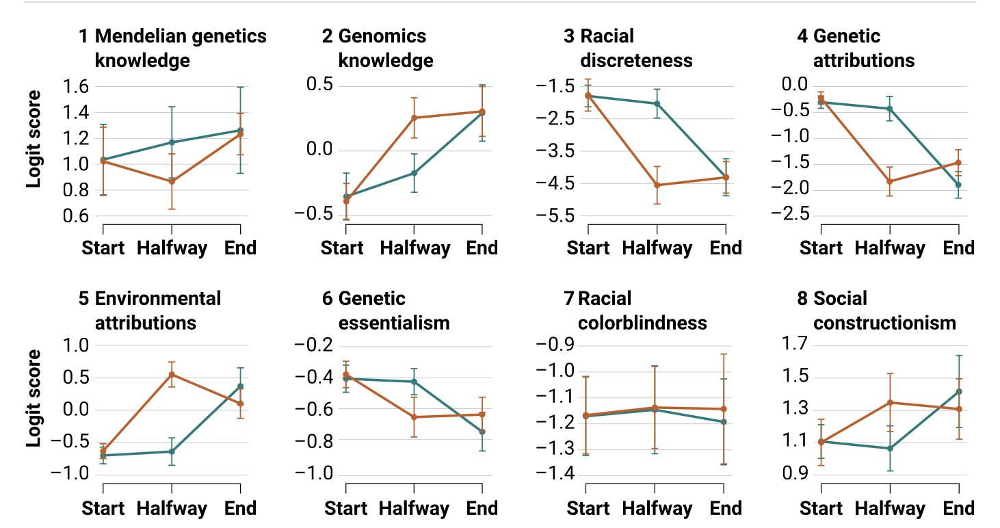 1 Mendelian genetics
knowledge
2 Genomics
knowledge
3 Racial
discreteness
4 Genetic
attributions
Logit score
1.6
1.4
1.2
1.0
0.8
0.6
Start Halfway End
0.5
0.0
−0.5
Start Halfway End
−1.5
−2.5
−3.5
−4.5
−5.5
Start Halfway End
0.0
−0.5
−1.0
−1.5
−2.0
−2.5
Start Halfway End
5 Environmental
attributions
6 Genetic
essentialism
7 Racial
colorblindness
8 Social
constructionism
Logit score
1.0
0.5
0.0
−0.5
−1.0
Start Halfway End
−0.2
−0.4
−0.6
−0.8
−1.0
Start Halfway End
−0.9
−1.0
−1.1
−1.2
−1.3
−1.4
Start Halfway End
1.7
1.5
1.3
1.1
0.9
Start Halfway End